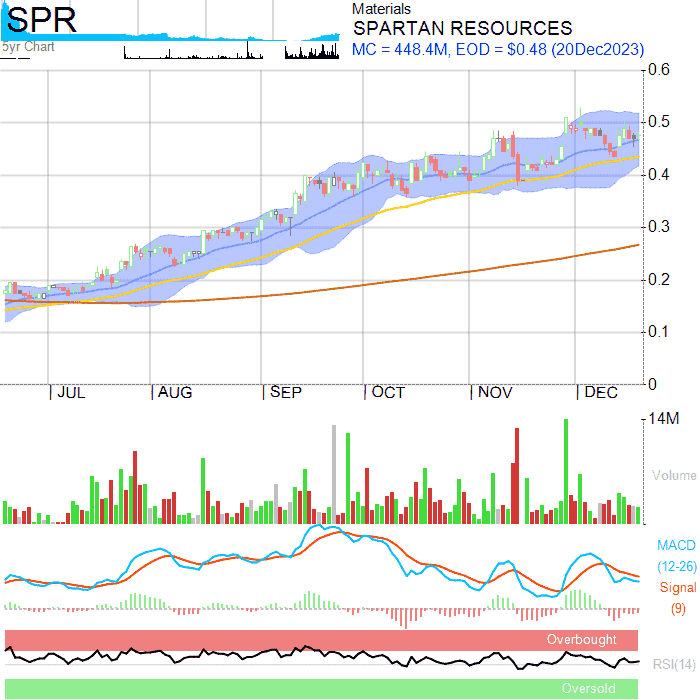 SPR
5yr Chart
Materials
SPARTAN RESOURCES
MC = 448.4M, EOD = $0.48 (20Dec2023)
0.6
0.5
0.4
0.3
0.2
0.1
0
JUL AUG SEP OCT NOV DEC
14M
Volume
MACD
(12-26)
Signal
(9)
Overbought
RSI(14)
Oversold